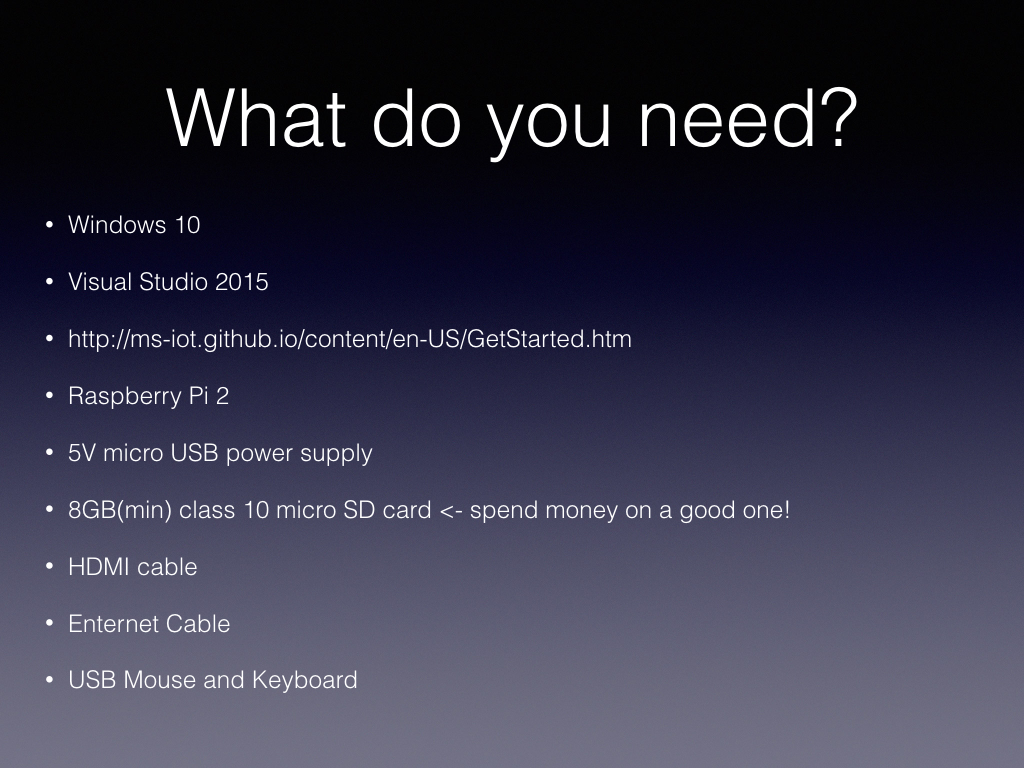 What do you need?
• Windows 10
• Visual Studio 2015
• http://ms-iot.github.io/content/en-US/GetStarted.htm
• Raspberry Pi 2
• 5V micro USB power supply
• 8GB(min) class 10 micro SD card <- spend money on a good one!
• HDMI cable
• Enternet Cable
• USB Mouse and Keyboard